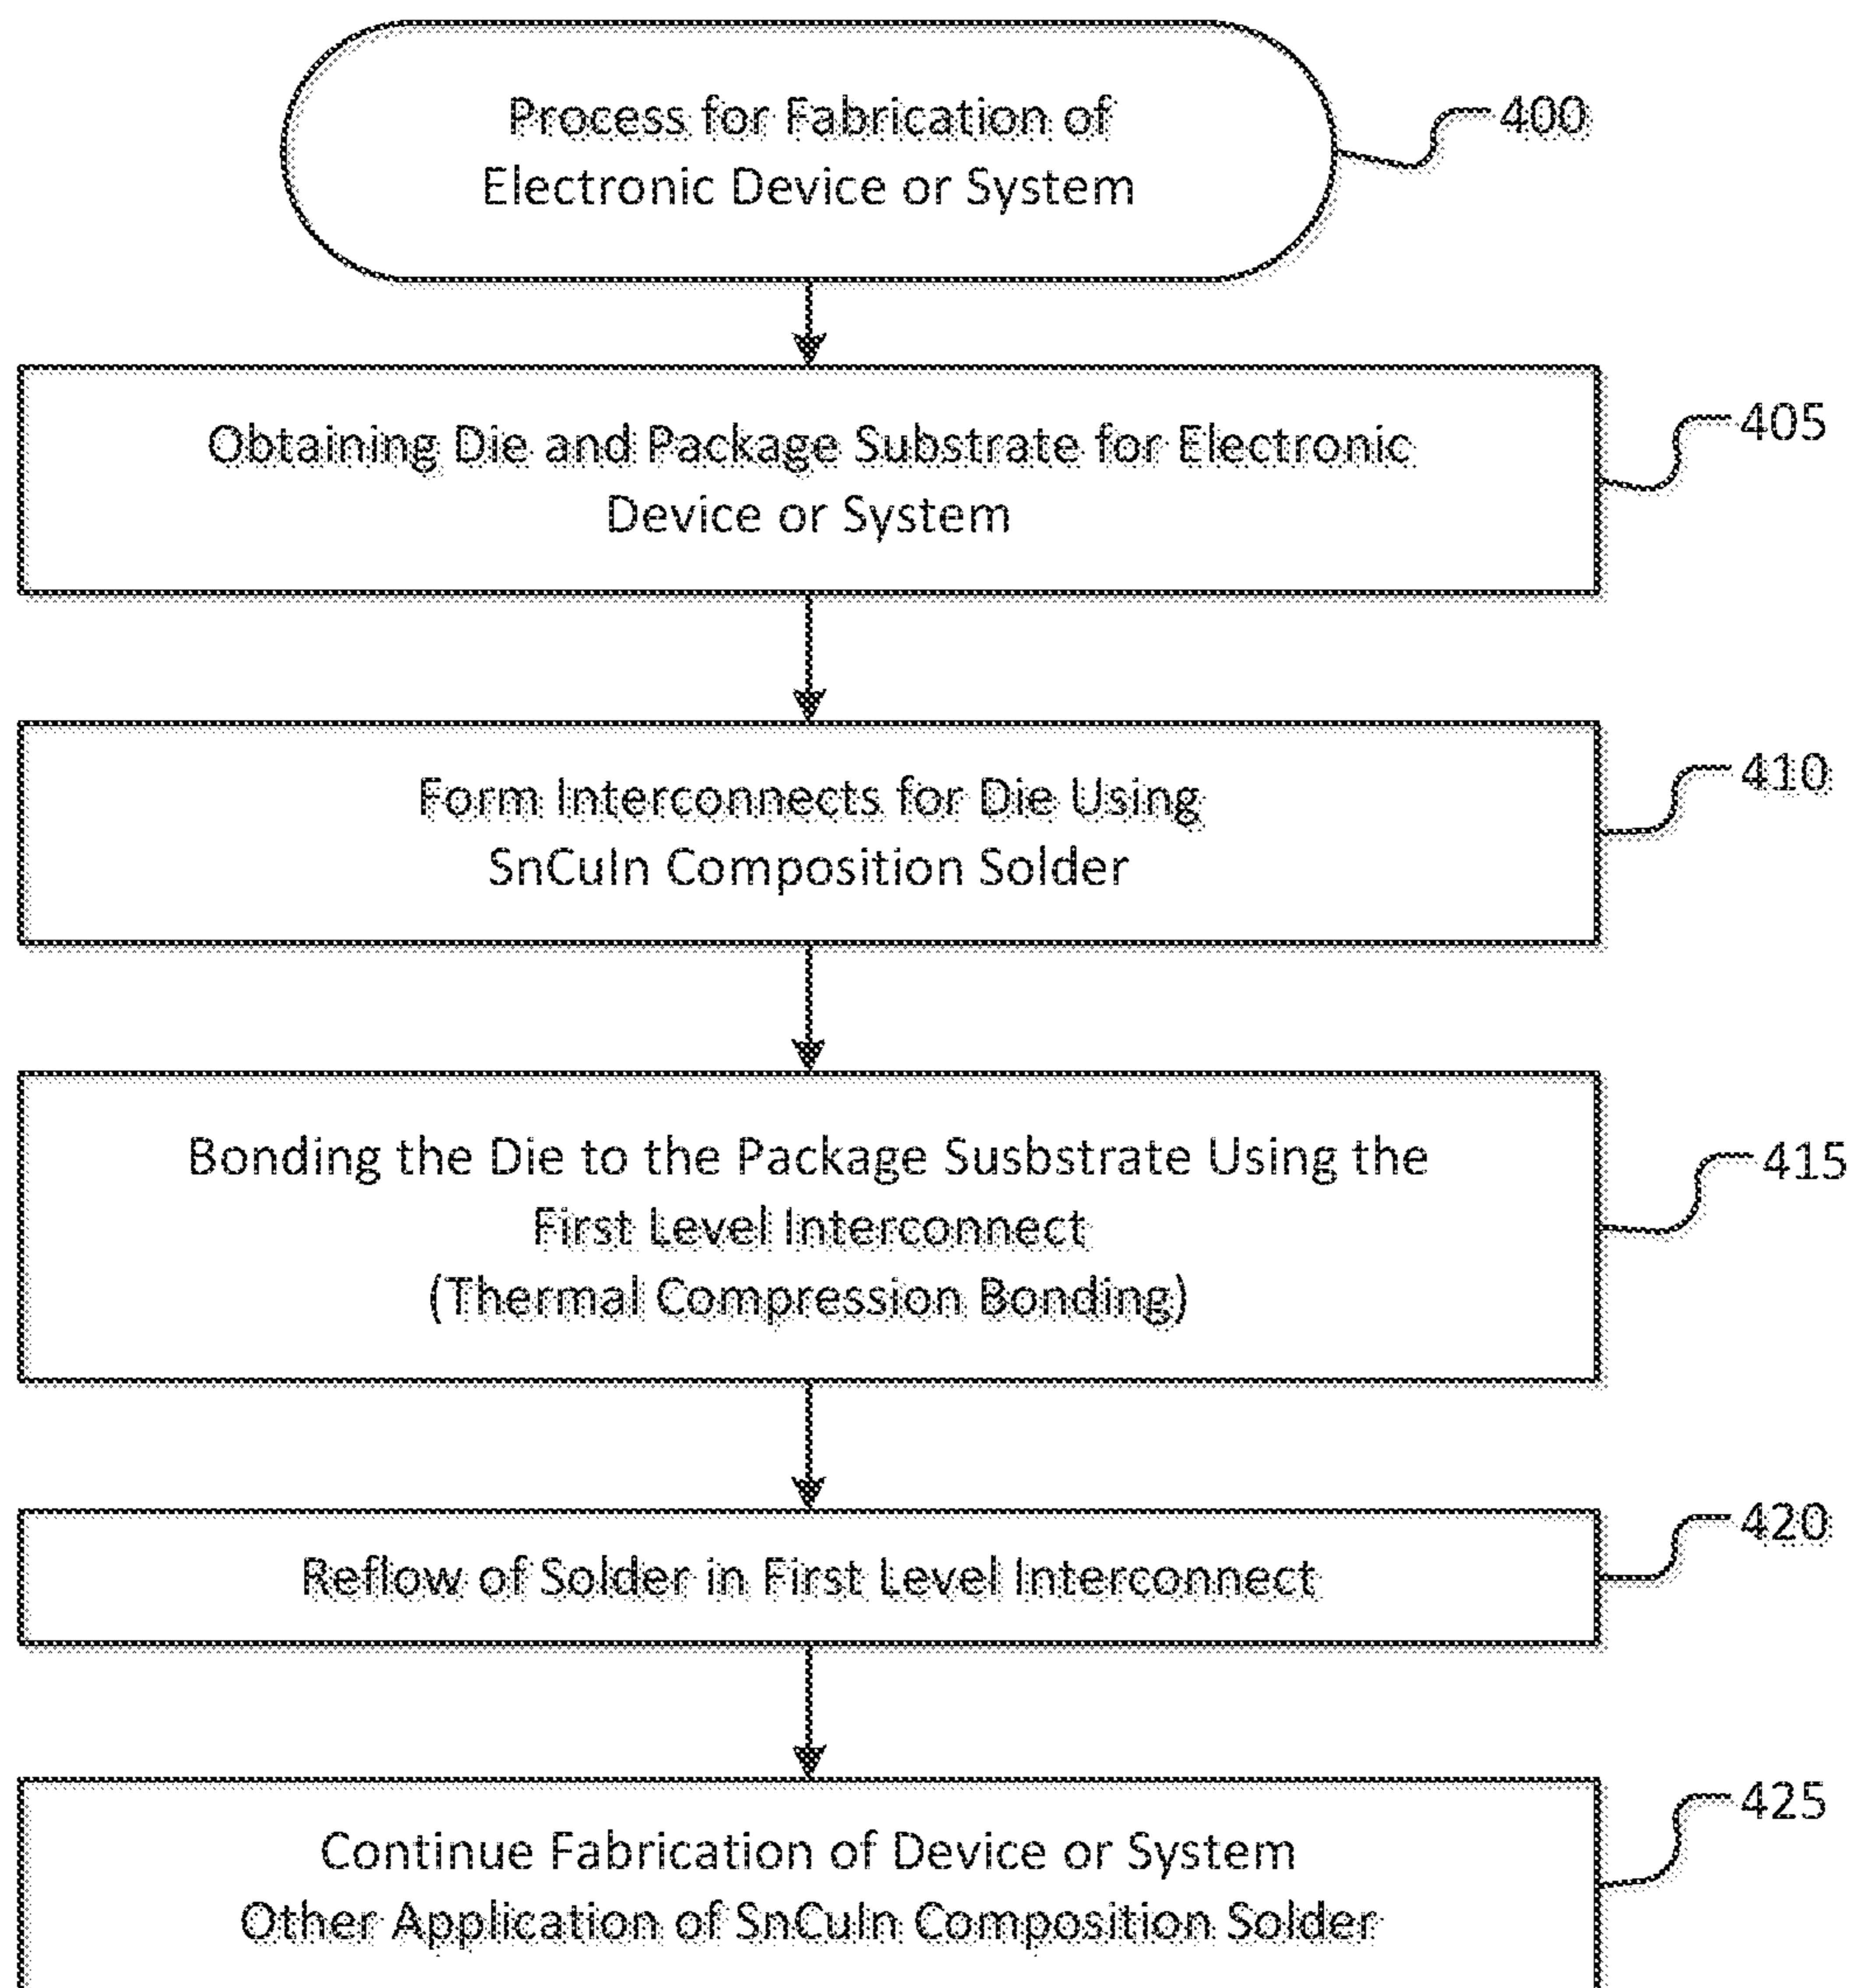 Process for Fabrication of
Electronic Device or System
400
Obtaining Die and Package Substrate for Electronic
Device or System
405
Form Interconnects for Die Using
SnCuIn Composition Solder
410
Bonding the Die to the Package Susbstrate Using the
First Level Interconnect
(Thermal Compression Bonding)
415
Reflow of Solder in First Level Interconnect
420
Continue Fabrication of Device or System
Other Application of SnCuIn Composition Solder
425